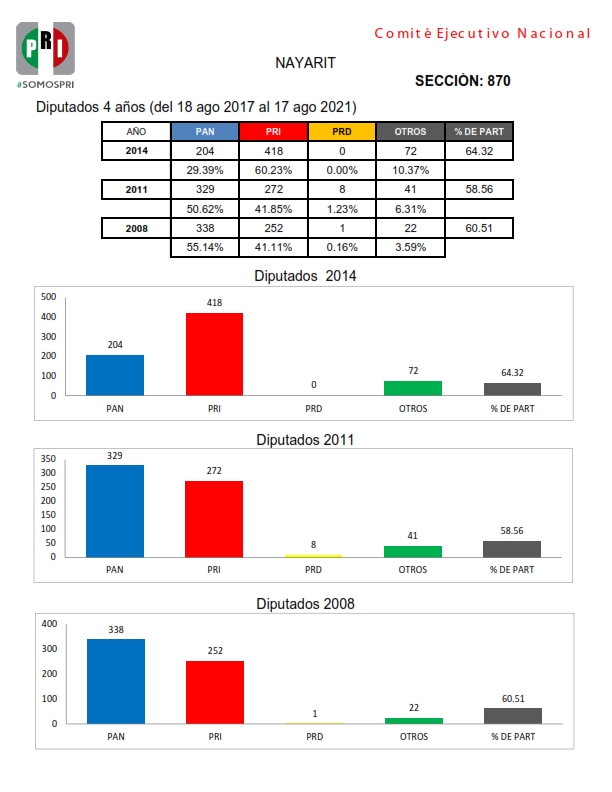 PRI
#SOMOSPRI
Comité Ejecutivo Nacional
NAYARIT
SECCIÓN: 870
Diputados 4 años (del 18 ago 2017 al 17 ago 2021)
AÑO PAN PRI PRD OTROS % DE PART
2014 204 418 0 72 64.32
29.39% 60.23% 0.00% 10.37%
2011 329 272 8 41 58.56
50.62% 41.85% 1.23% 6.31%
2008 338 252 1 22 60.51
55.14% 41.11% 0.16% 3.59%
Diputados 2014
500
400
300
200
100
0
204 418 0 72 64.32
PAN PRI PRD OTROS % DE PART
Diputados 2011
350
300
250
200
150
100
50
0
329 272 8 41 58.56
PAN PRI PRD OTROS % DE PART
Diputados 2008
400
300
200
100
0
338 252 1 22 60.51
PAN PRI PRD OTROS % DE PART